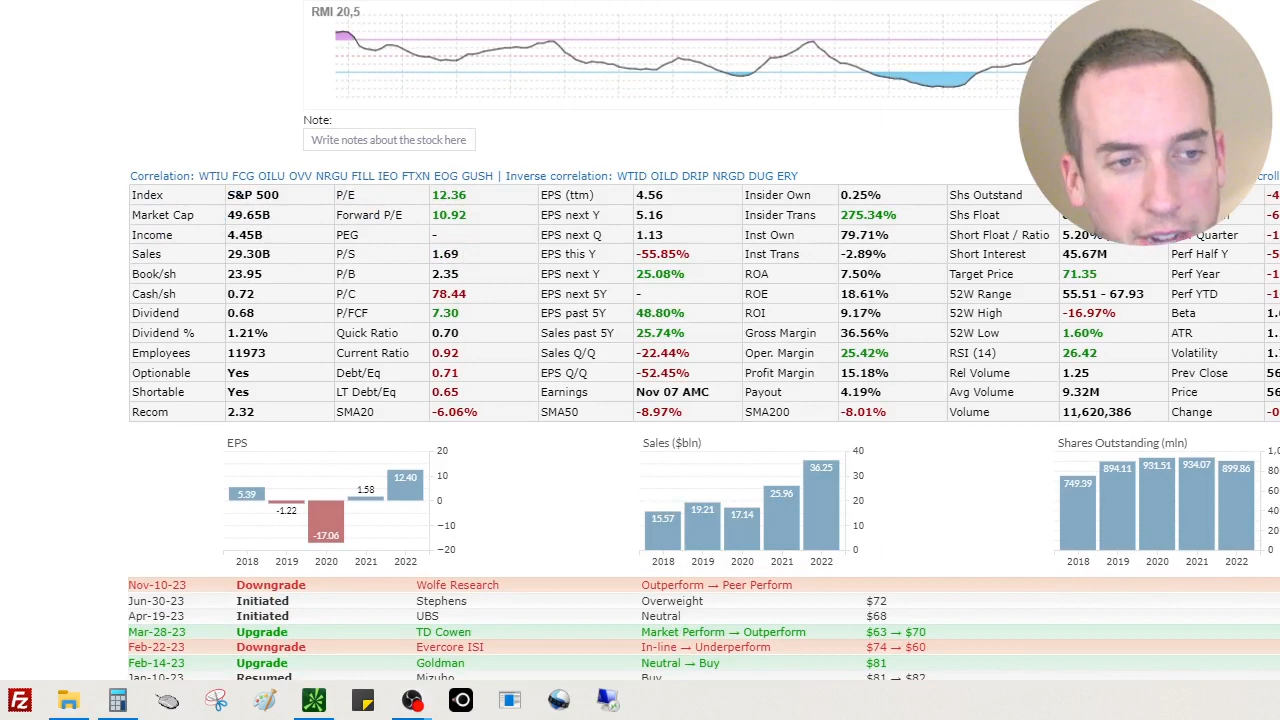 RMI 20,5
Note:
Write notes about the stock here
Correlation: WTIU FCG OILU OVV NRGU FILL IEO FTXN EOG GUSH | Inverse correlation: WTID OILD DRIP NRGD DUG ERY
Index S&P 500 P/E 12.36 EPS (ttm) 4.56 Insider Own 0.25% Shs Outstand
Market Cap 49.65B Forward P/E 10.92 EPS next Y 5.16 Insider Trans 275.34% Shs Float
Income 4.45B PEG - EPS next Q 1.13 Inst Own 79.71% Short Float / Ratio 5.20% Quarter
Sales 29.30B P/S 1.69 EPS this Y -55.85% Inst Trans -2.89% Short Interest 45.67M Perf Half Y
Book/sh 23.95 P/B 2.35 EPS next Y 25.08% ROA 7.50% Target Price 71.35 Perf Year
Cash/sh 0.72 P/C 78.44 EPS next 5Y - ROE 18.61% 52W Range 55.51 - 67.93 Perf YTD
Dividend 0.68 P/FCF 7.30 EPS past 5Y 48.80% ROI 9.17% 52W High -16.97% Beta
Dividend % 1.21% Quick Ratio 0.70 Sales past 5Y 25.74% Gross Margin 36.56% 52W Low 1.60% ATR
Employees 11973 Current Ratio 0.92 Sales Q/Q -22.44% Oper. Margin 25.42% RSI (14) 26.42 Volatility
Optionable Yes Debt/Eq 0.71 EPS Q/Q -52.45% Profit Margin 15.18% Rel Volume 1.25 Prev Close
Shortable Yes LT Debt/Eq 0.65 Earnings Nov 07 AMC Payout 4.19% Avg Volume 9.32M Price
Recom 2.32 SMA20 -6.06% SMA50 -8.97% SMA200 -8.01% Volume 11,620,386 Change
EPS Sales ($bln) Shares Outstanding (mln)
20 10 0 −10 −20
5.39 -1.22 -17.06 1.58 12.40
2018 2019 2020 2021 2022
40 30 20 10 0
15.57 19.21 17.14 25.96 36.25
2018 2019 2020 2021 2022
749.39 894.11 931.51 934.07 899.86
2018 2019 2020 2021 2022
Nov-10-23 Downgrade Wolfe Research Outperform → Peer Perform
Jun-30-23 Initiated Stephens Overweight $72
Apr-19-23 Initiated UBS Neutral $68
Mar-28-23 Upgrade TD Cowen Market Perform → Outperform $63 → $70
Feb-22-23 Downgrade Evercore ISI In-line → Underperform $74 → $60
Feb-14-23 Upgrade Goldman Neutral → Buy $81
Jan-10-23 Resumed Mizuho Buy $81 → $82
Fz